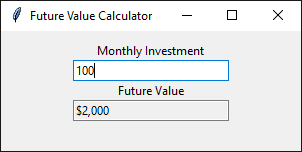 Future Value Calculator
Monthly Investment
100
Future Value
$2,000